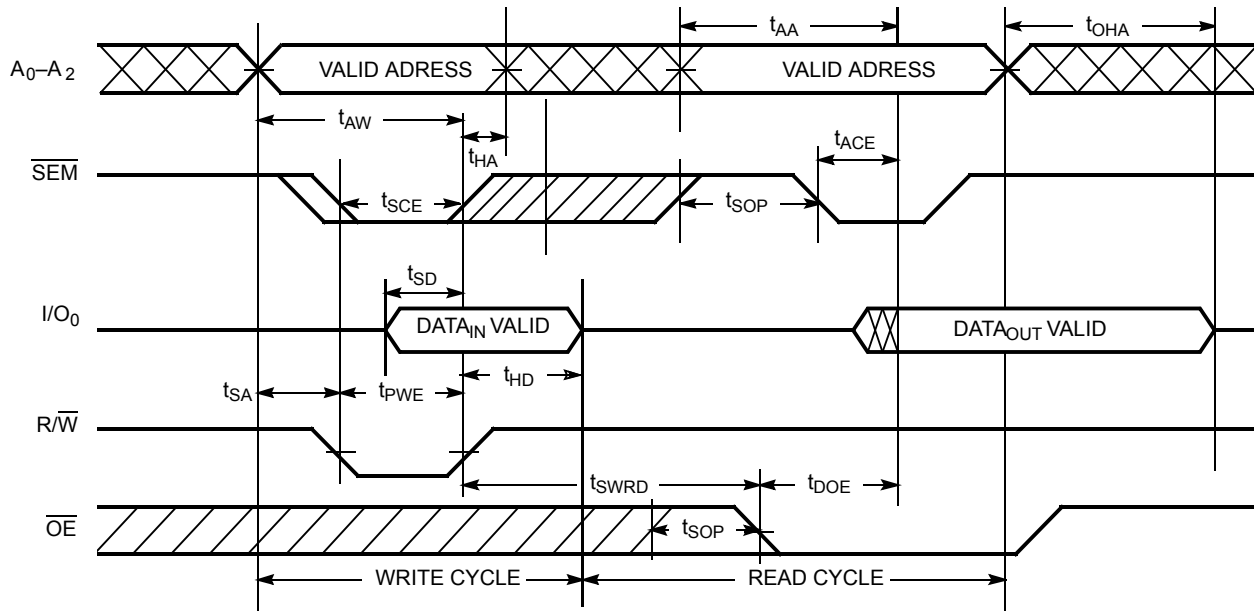 tAA
tOHA
A0–A2
VALID ADRESS
VALID ADRESS
tAW
tHA
tACE
SEM
tSCE
tSOP
tSD
I/O0
DATAIN VALID
DATAOUT VALID
tSA
tPWE
tHD
R/W
tSWRD
tDOE
OE
tSOP
WRITE CYCLE
READ CYCLE